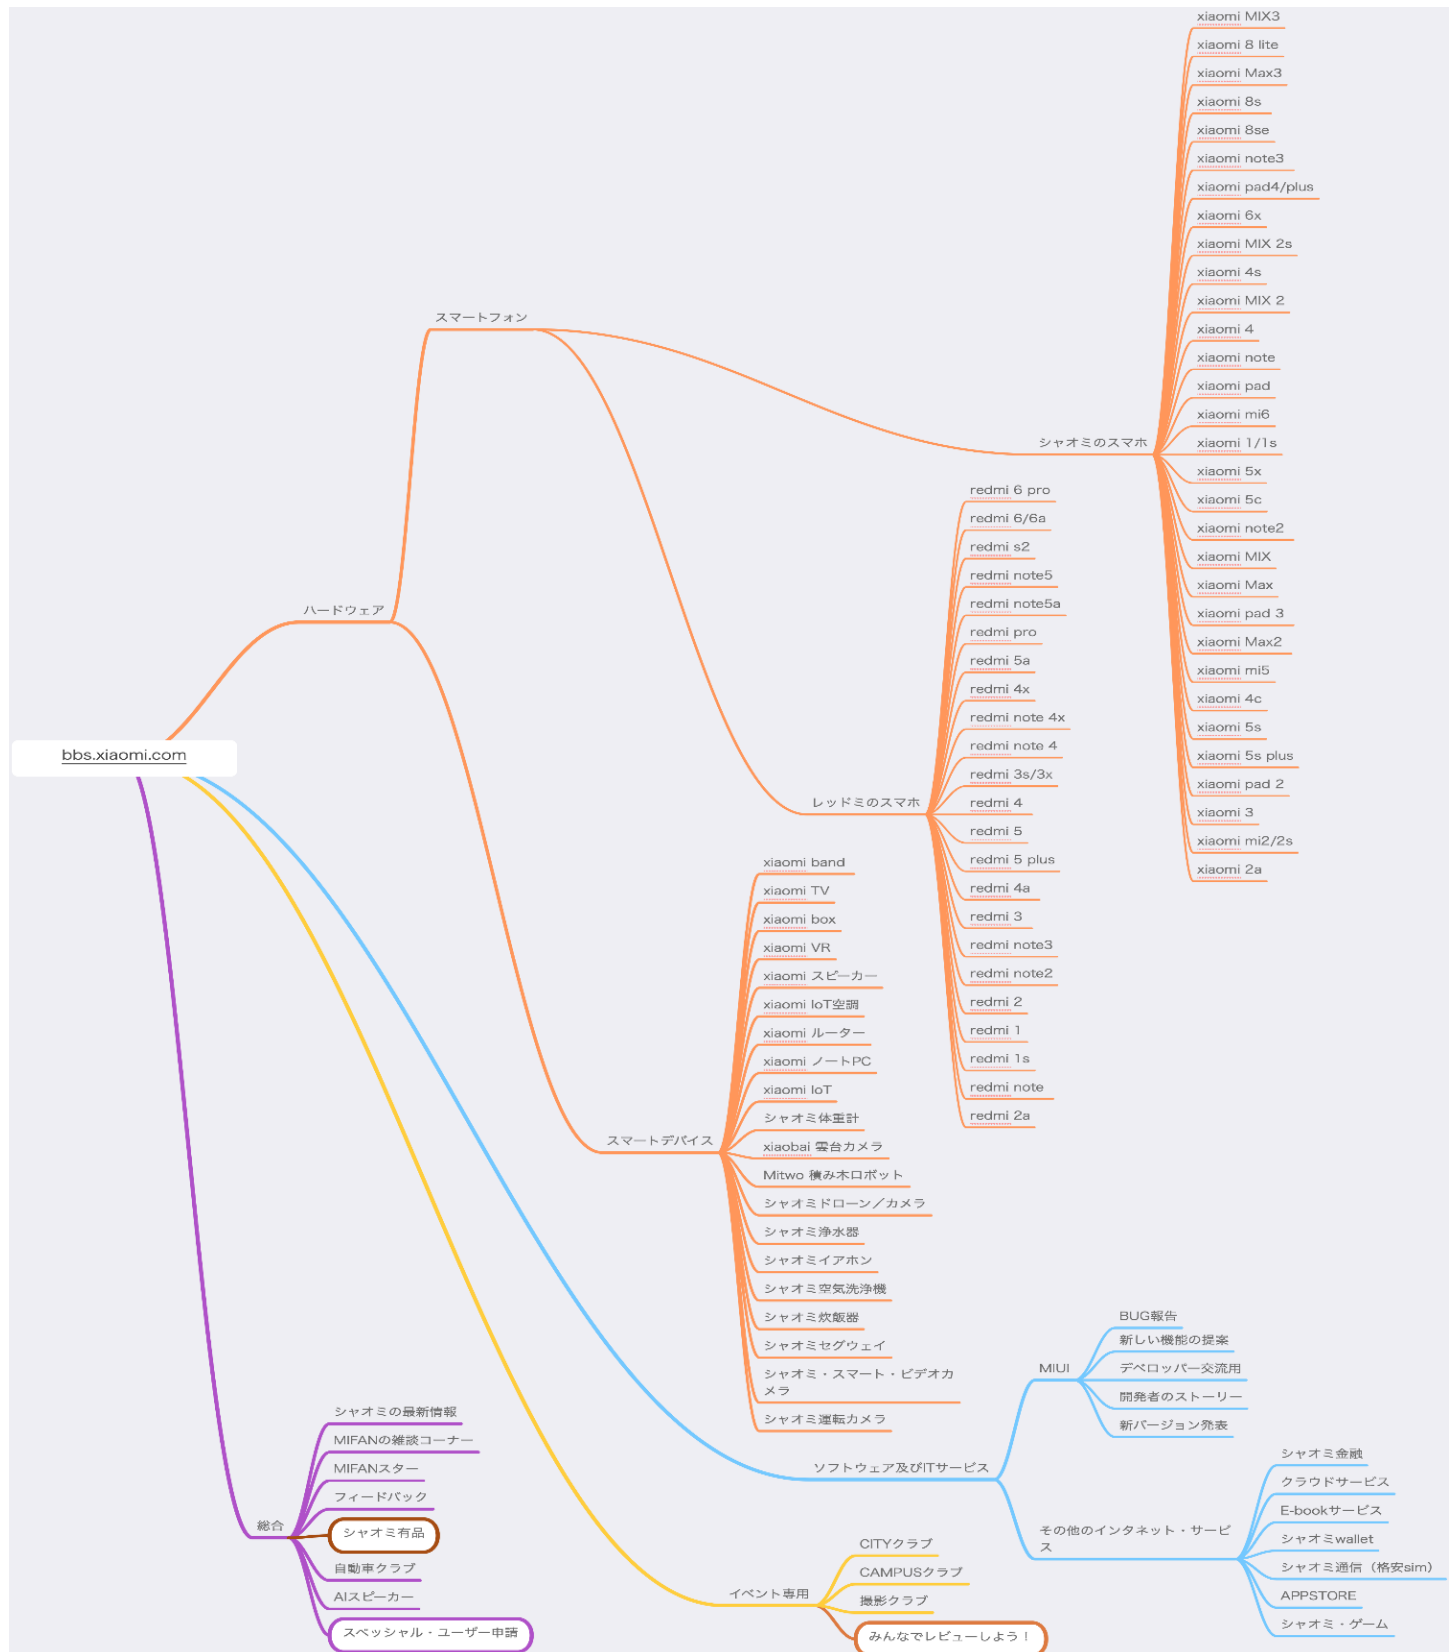 bbs.xiaomi.com
ハードウェア
スマートフォン
シャオミのスマホ
xiaomi MIX3
xiaomi 8 lite
xiaomi Max3
xiaomi 8s
xiaomi 8se
xiaomi note3
xiaomi pad4/plus
xiaomi 6x
xiaomi MIX 2s
xiaomi 4s
xiaomi MIX 2
xiaomi 4
xiaomi note
xiaomi pad
xiaomi mi6
xiaomi 1/1s
xiaomi 5x
xiaomi 5c
xiaomi note2
xiaomi MIX
xiaomi Max
xiaomi pad 3
xiaomi Max2
xiaomi mi5
xiaomi 4c
xiaomi 5s
xiaomi 5s plus
xiaomi pad 2
xiaomi 3
xiaomi mi2/2s
xiaomi 2a
レッドミのスマホ
redmi 6 pro
redmi 6/6a
redmi s2
redmi note5
redmi note5a
redmi pro
redmi 5a
redmi 4x
redmi note 4x
redmi note 4
redmi 3s/3x
redmi 4
redmi 5
redmi 5 plus
redmi 4a
redmi 3
redmi note3
redmi note2
redmi 2
redmi 1
redmi 1s
redmi note
redmi 2a
スマートデバイス
xiaomi band
xiaomi TV
xiaomi box
xiaomi VR
xiaomi スピーカー
xiaomi IoT空調
xiaomi ルーター
xiaomi ノートPC
xiaomi IoT
シャオミ体重計
xiaobai 雲台カメラ
Mitwo 積み木ロボット
シャオミドローン／カメラ
シャオミ浄水器
シャオミイアホン
シャオミ空気洗浄機
シャオミ炊飯器
シャオミセグウェイ
シャオミ・スマート・ビデオカ
メラ
シャオミ運転カメラ
ソフトウェア及びITサービス
MIUI
BUG報告
新しい機能の提案
デベロッパー交流用
開発者のストーリー
新バージョン発表
その他のインタネット・サービ
ス
シャオミ金融
クラウドサービス
E-bookサービス
シャオミwallet
シャオミ通信（格安sim）
APPSTORE
シャオミ・ゲーム
イベント専用
CITYクラブ
CAMPUSクラブ
撮影クラブ
みんなでレビューしよう！
総合
シャオミの最新情報
MIFANの雑談コーナー
MIFANスター
フィードバック
シャオミ有品
自動車クラブ
AIスピーカー
スペッシャル・ユーザー申請